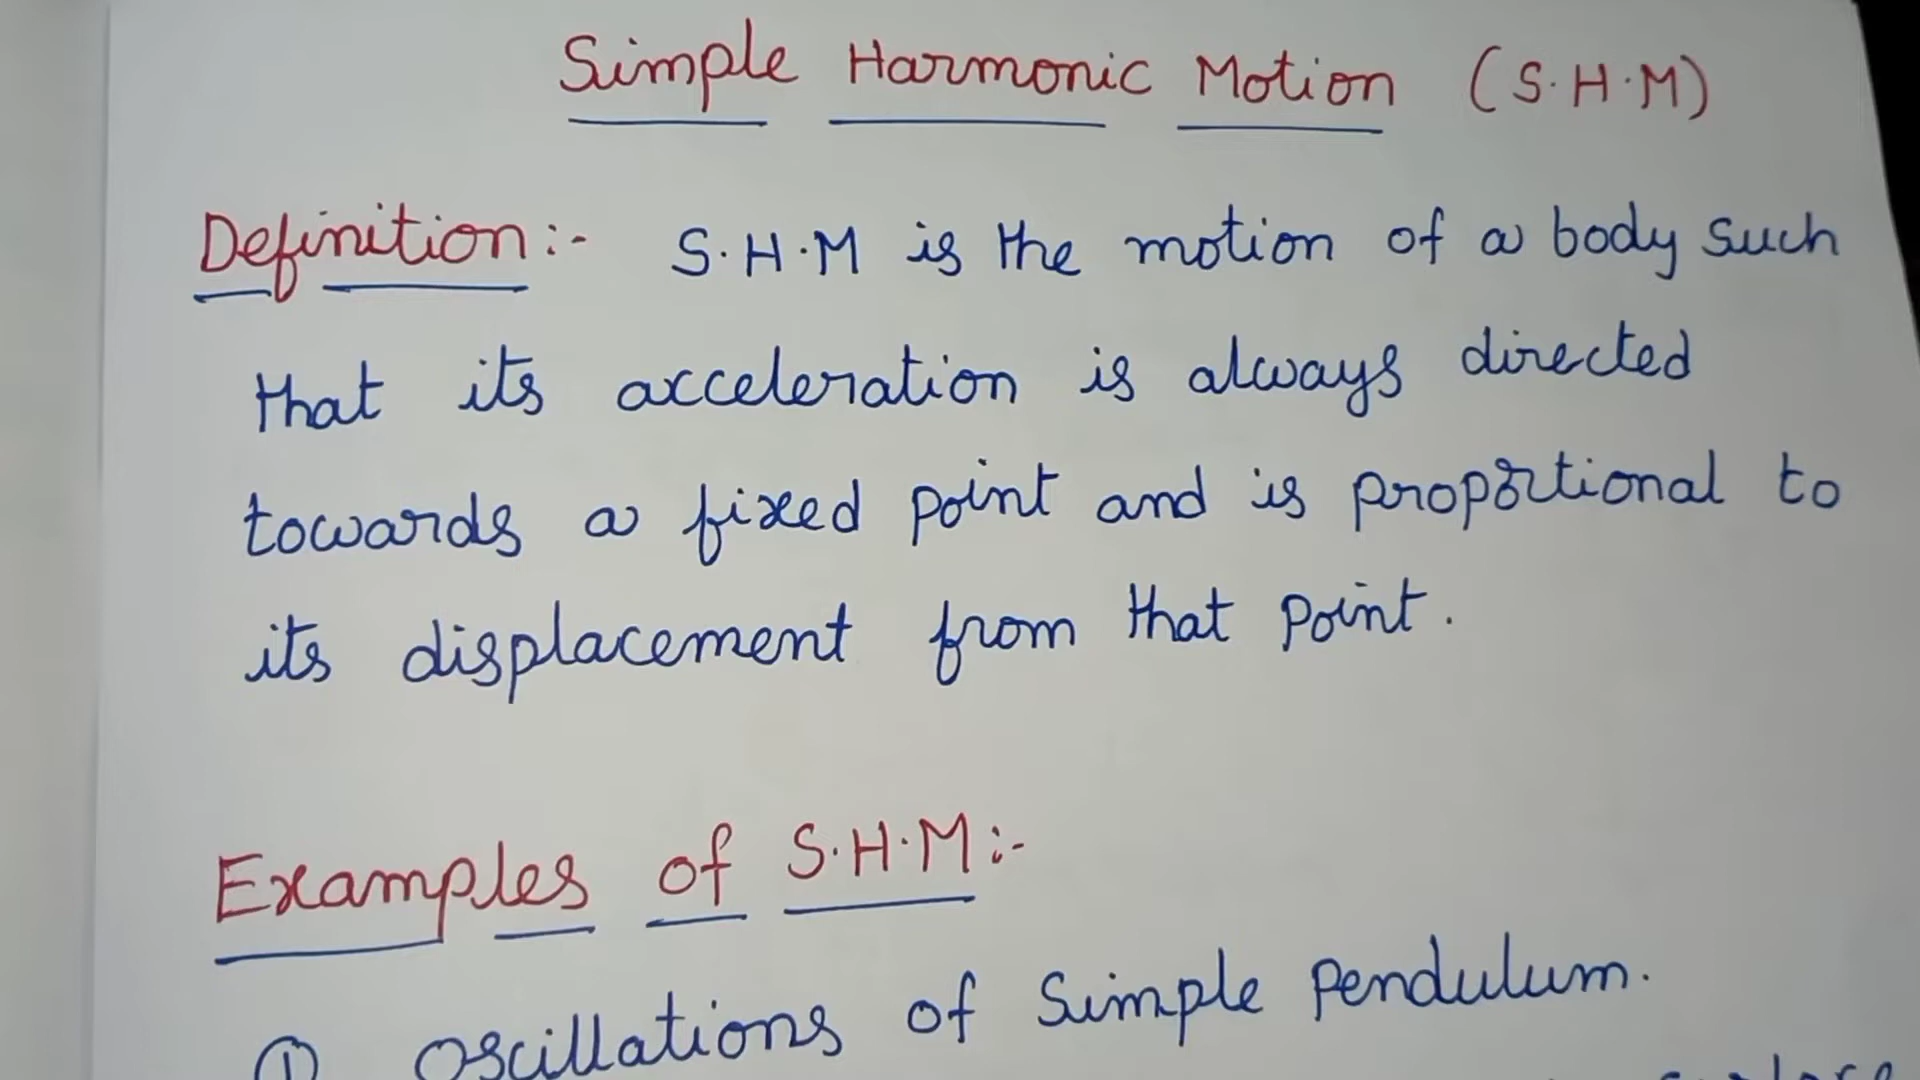 Simple Harmonic Motion (S.H.M)
Definition:- S.H.M is the motion of a body such
that its acceleration is always directed
towards a fixed point and is proportional to
its displacement from that point.
Examples of S.H.M:-
① Oscillations of Simple Pendulum.